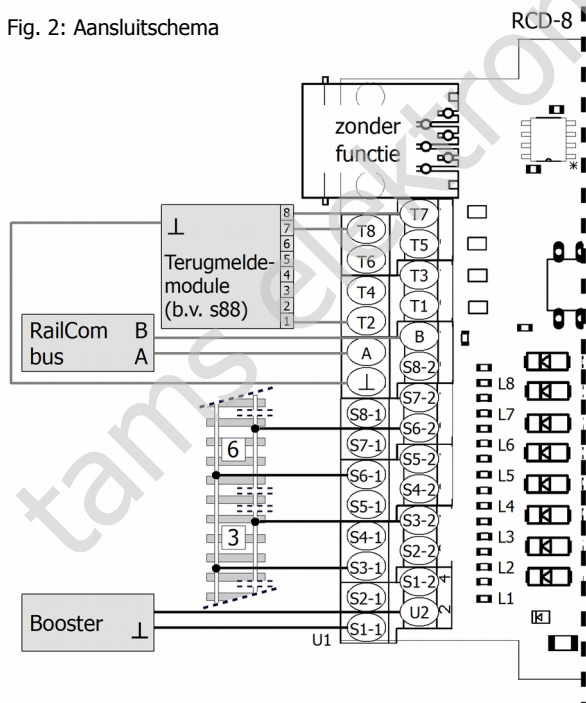 Fig. 2: Aansluitschema
RCD-8
zonder
functie
⊥
Terugmelde-
module
(b.v. s88)
8
7
6
5
4
3
2
1
RailCom B
bus A
T8
T6
T4
T2
A
⊥
S8-1
S7-1
S6-1
S5-1
S4-1
S3-1
S2-1
S1-1
T7
T5
T3
T1
B
S8-2
S7-2
S6-2
S5-2
S4-2
S3-2
S2-2
S1-2
U2
4
2
L8
L7
L6
L5
L4
L3
L2
L1
*
6
3
Booster ⊥
U1
tams elektron